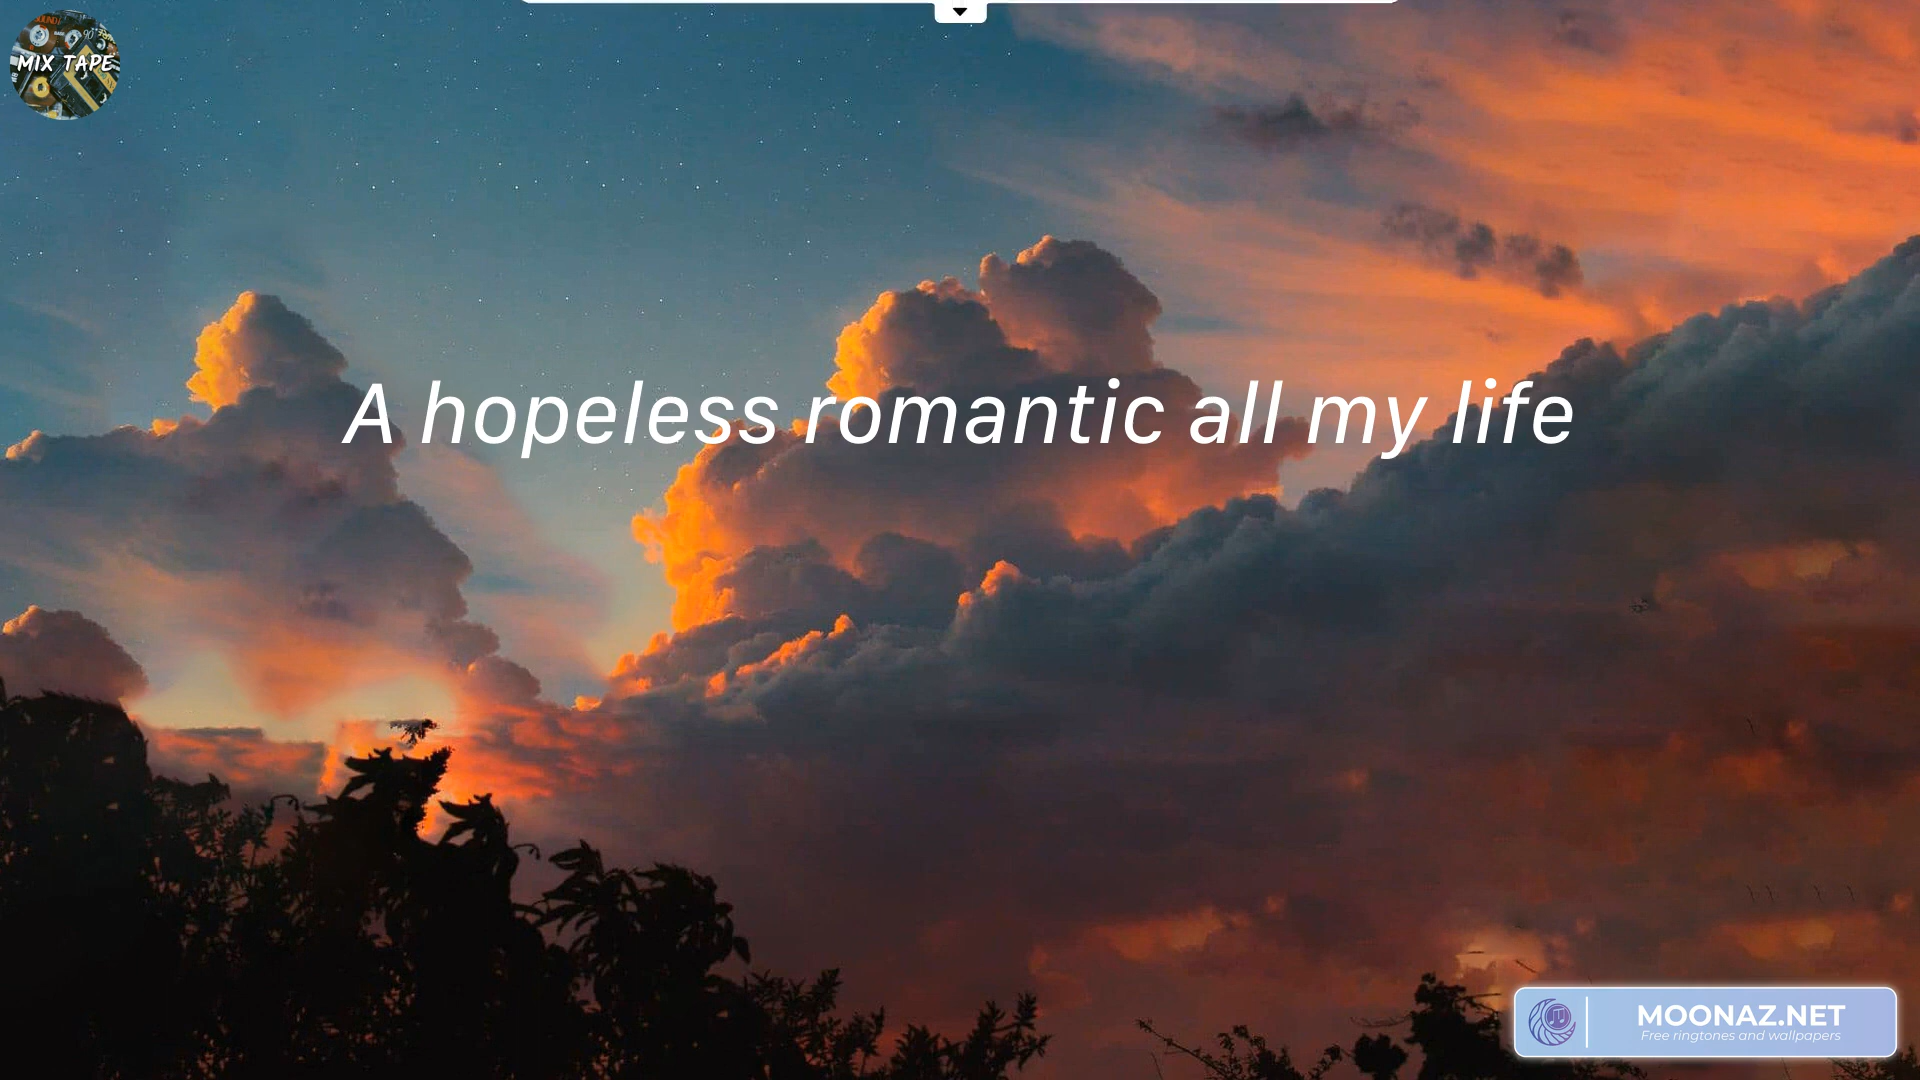 MIX TAPE
A hopeless romantic all my life
MOONAZ.NET
Free ringtones and wallpapers